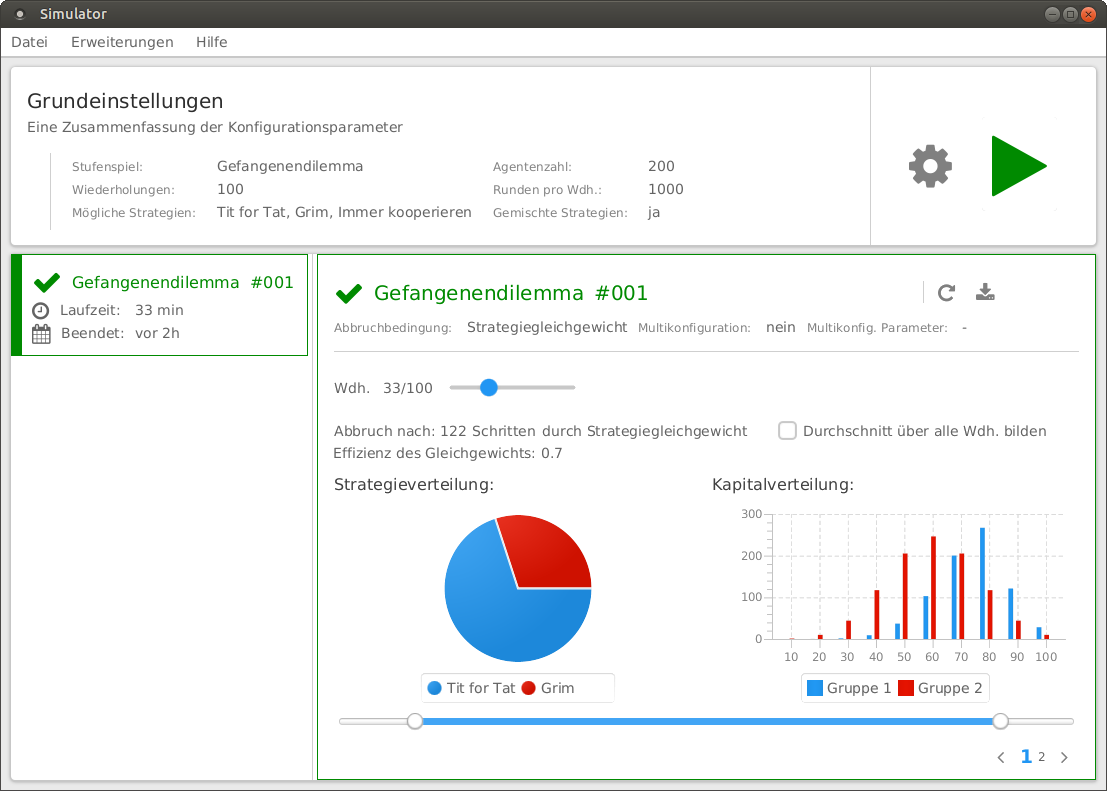 Simulator
Datei Erweiterungen Hilfe
Grundeinstellungen
Eine Zusammenfassung der Konfigurationsparameter
Stufenspiel: Gefangenendilemma Agentenzahl: 200
Wiederholungen: 100 Runden pro Wdh.: 1000
Mögliche Strategien: Tit for Tat, Grim, Immer kooperieren Gemischte Strategien: ja
Gefangenendilemma #001
Laufzeit: 33 min
Beendet: vor 2h
Gefangenendilemma #001
Abbruchbedingung: Strategiegleichgewicht Multikonfiguration: nein Multikonfig. Parameter: -
Wdh. 33/100
Abbruch nach: 122 Schritten durch Strategiegleichgewicht
Durchschnitt über alle Wdh. bilden
Effizienz des Gleichgewichts: 0.7
Strategieverteilung:
Tit for Tat Grim
Kapitalverteilung:
300
200
100
0
10 20 30 40 50 60 70 80 90 100
Gruppe 1 Gruppe 2
1 2